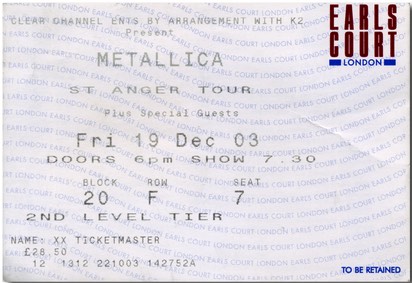 CLEAR CHANNEL ENTS BY ARRANGEMENT WITH K2
Present
METALLICA
ST ANGER TOUR
Plus Special Guests
Fri 19 Dec 03
DOORS 6pm SHOW 7.30
BLOCK ROW SEAT
20 F 7
2ND LEVEL TIER
NAME: XX TICKETMASTER
£28.50
12 1312 221003 142752A
EARLS
COURT
LONDON
TO BE RETAINED